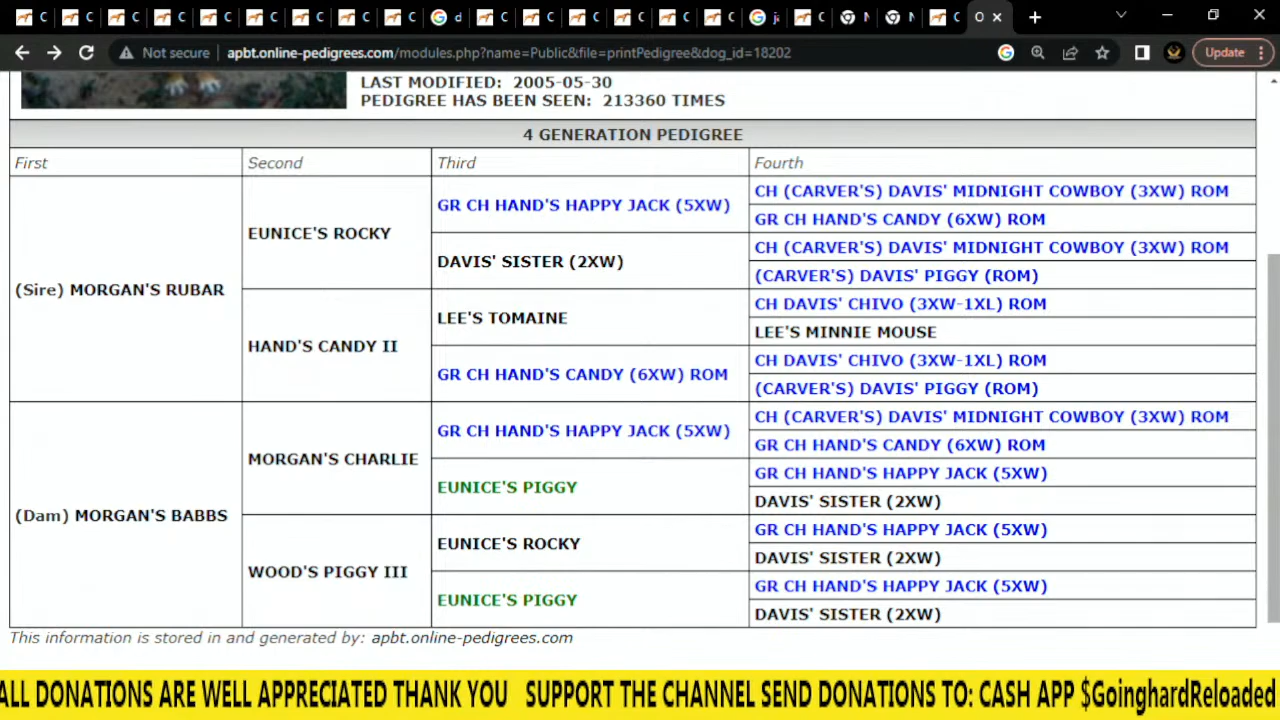 C C C C C C C C C d C C C C C C j C N N C O
Not secure apbt.online-pedigrees.com/modules.php?name=Public&file=printPedigree&dog_id=18202 Update
LAST MODIFIED: 2005-05-30
PEDIGREE HAS BEEN SEEN: 213360 TIMES
4 GENERATION PEDIGREE
First Second Third Fourth
CH (CARVER'S) DAVIS' MIDNIGHT COWBOY (3XW) ROM
GR CH HAND'S HAPPY JACK (5XW)
GR CH HAND'S CANDY (6XW) ROM
EUNICE'S ROCKY
CH (CARVER'S) DAVIS' MIDNIGHT COWBOY (3XW) ROM
DAVIS' SISTER (2XW)
(CARVER'S) DAVIS' PIGGY (ROM)
(Sire) MORGAN'S RUBAR
CH DAVIS' CHIVO (3XW-1XL) ROM
LEE'S TOMAINE
LEE'S MINNIE MOUSE
HAND'S CANDY II
CH DAVIS' CHIVO (3XW-1XL) ROM
GR CH HAND'S CANDY (6XW) ROM
(CARVER'S) DAVIS' PIGGY (ROM)
CH (CARVER'S) DAVIS' MIDNIGHT COWBOY (3XW) ROM
GR CH HAND'S HAPPY JACK (5XW)
GR CH HAND'S CANDY (6XW) ROM
MORGAN'S CHARLIE
GR CH HAND'S HAPPY JACK (5XW)
EUNICE'S PIGGY
DAVIS' SISTER (2XW)
(Dam) MORGAN'S BABBS
GR CH HAND'S HAPPY JACK (5XW)
EUNICE'S ROCKY
DAVIS' SISTER (2XW)
WOOD'S PIGGY III
GR CH HAND'S HAPPY JACK (5XW)
EUNICE'S PIGGY
DAVIS' SISTER (2XW)
This information is stored in and generated by: apbt.online-pedigrees.com
ALL DONATIONS ARE WELL APPRECIATED THANK YOU SUPPORT THE CHANNEL SEND DONATIONS TO: CASH APP $GoinghardReloaded